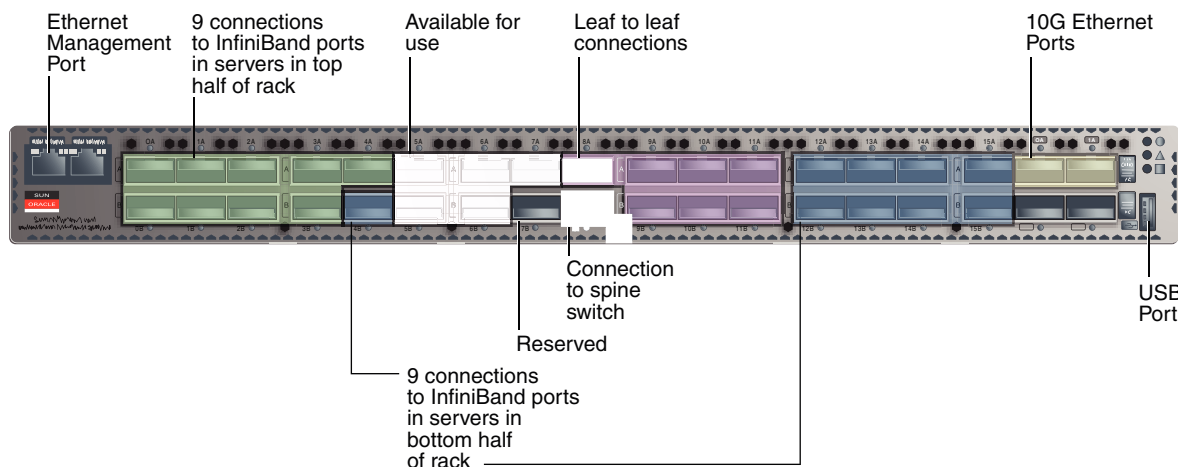 Ethernet
Management
Port
9 connections
to InfiniBand ports
in servers in top
half of rack
Available for
use
Leaf to leaf
connections
10G Ethernet
Ports
0A 1A 2A 3A 4A 5A 6A 7A 8A 9A 10A 11A 12A 13A 14A 15A 0A 1A
A A A A A
SUN
ORACLE
B B B B B
0B 1B 2B 3B 4B 5B 6B 7B 9B 10B 11B 12B 13B 14B 15B
Connection
to spine
switch
USB
Port
Reserved
9 connections
to InfiniBand ports
in servers in
bottom half
of rack